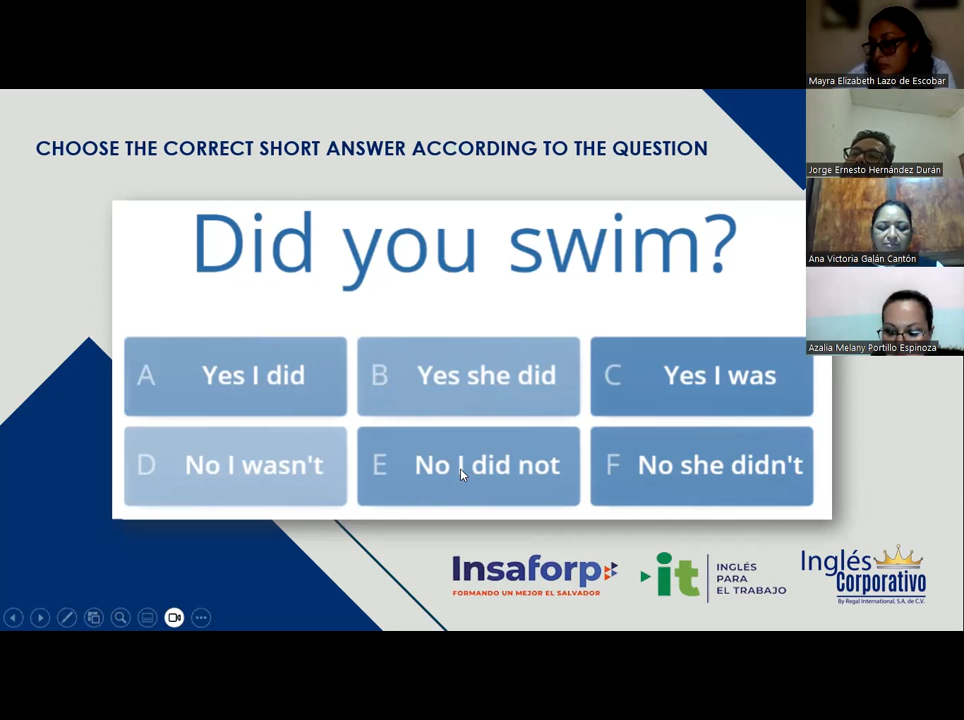 Mayra Elizabeth Lazo de Escobar
Jorge Ernesto Hernández Durán
Ana Victoria Galán Cantón
Azalia Melany Portillo Espinoza
CHOOSE THE CORRECT SHORT ANSWER ACCORDING TO THE QUESTION
Did you swim?
A Yes I did
B Yes she did
C Yes I was
D No I wasn't
E No I did not
F No she didn't
Insaforp
FORMANDO UN MEJOR EL SALVADOR
it
INGLÉS
PARA
EL TRABAJO
Inglés
Corporativo
By Regal International, S.A. de C.V.